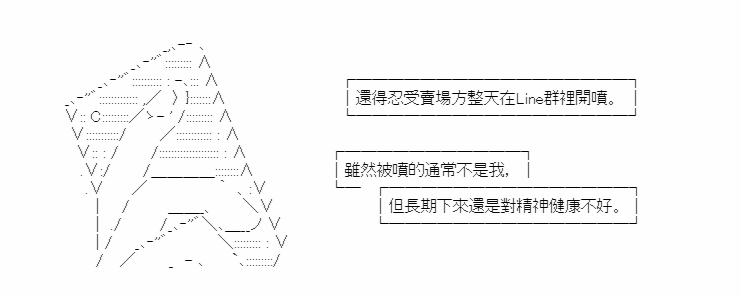 還得忍受賣場方整天在Line群裡開噴。
雖然被噴的通常不是我，
但長期下來還是對精神健康不好。